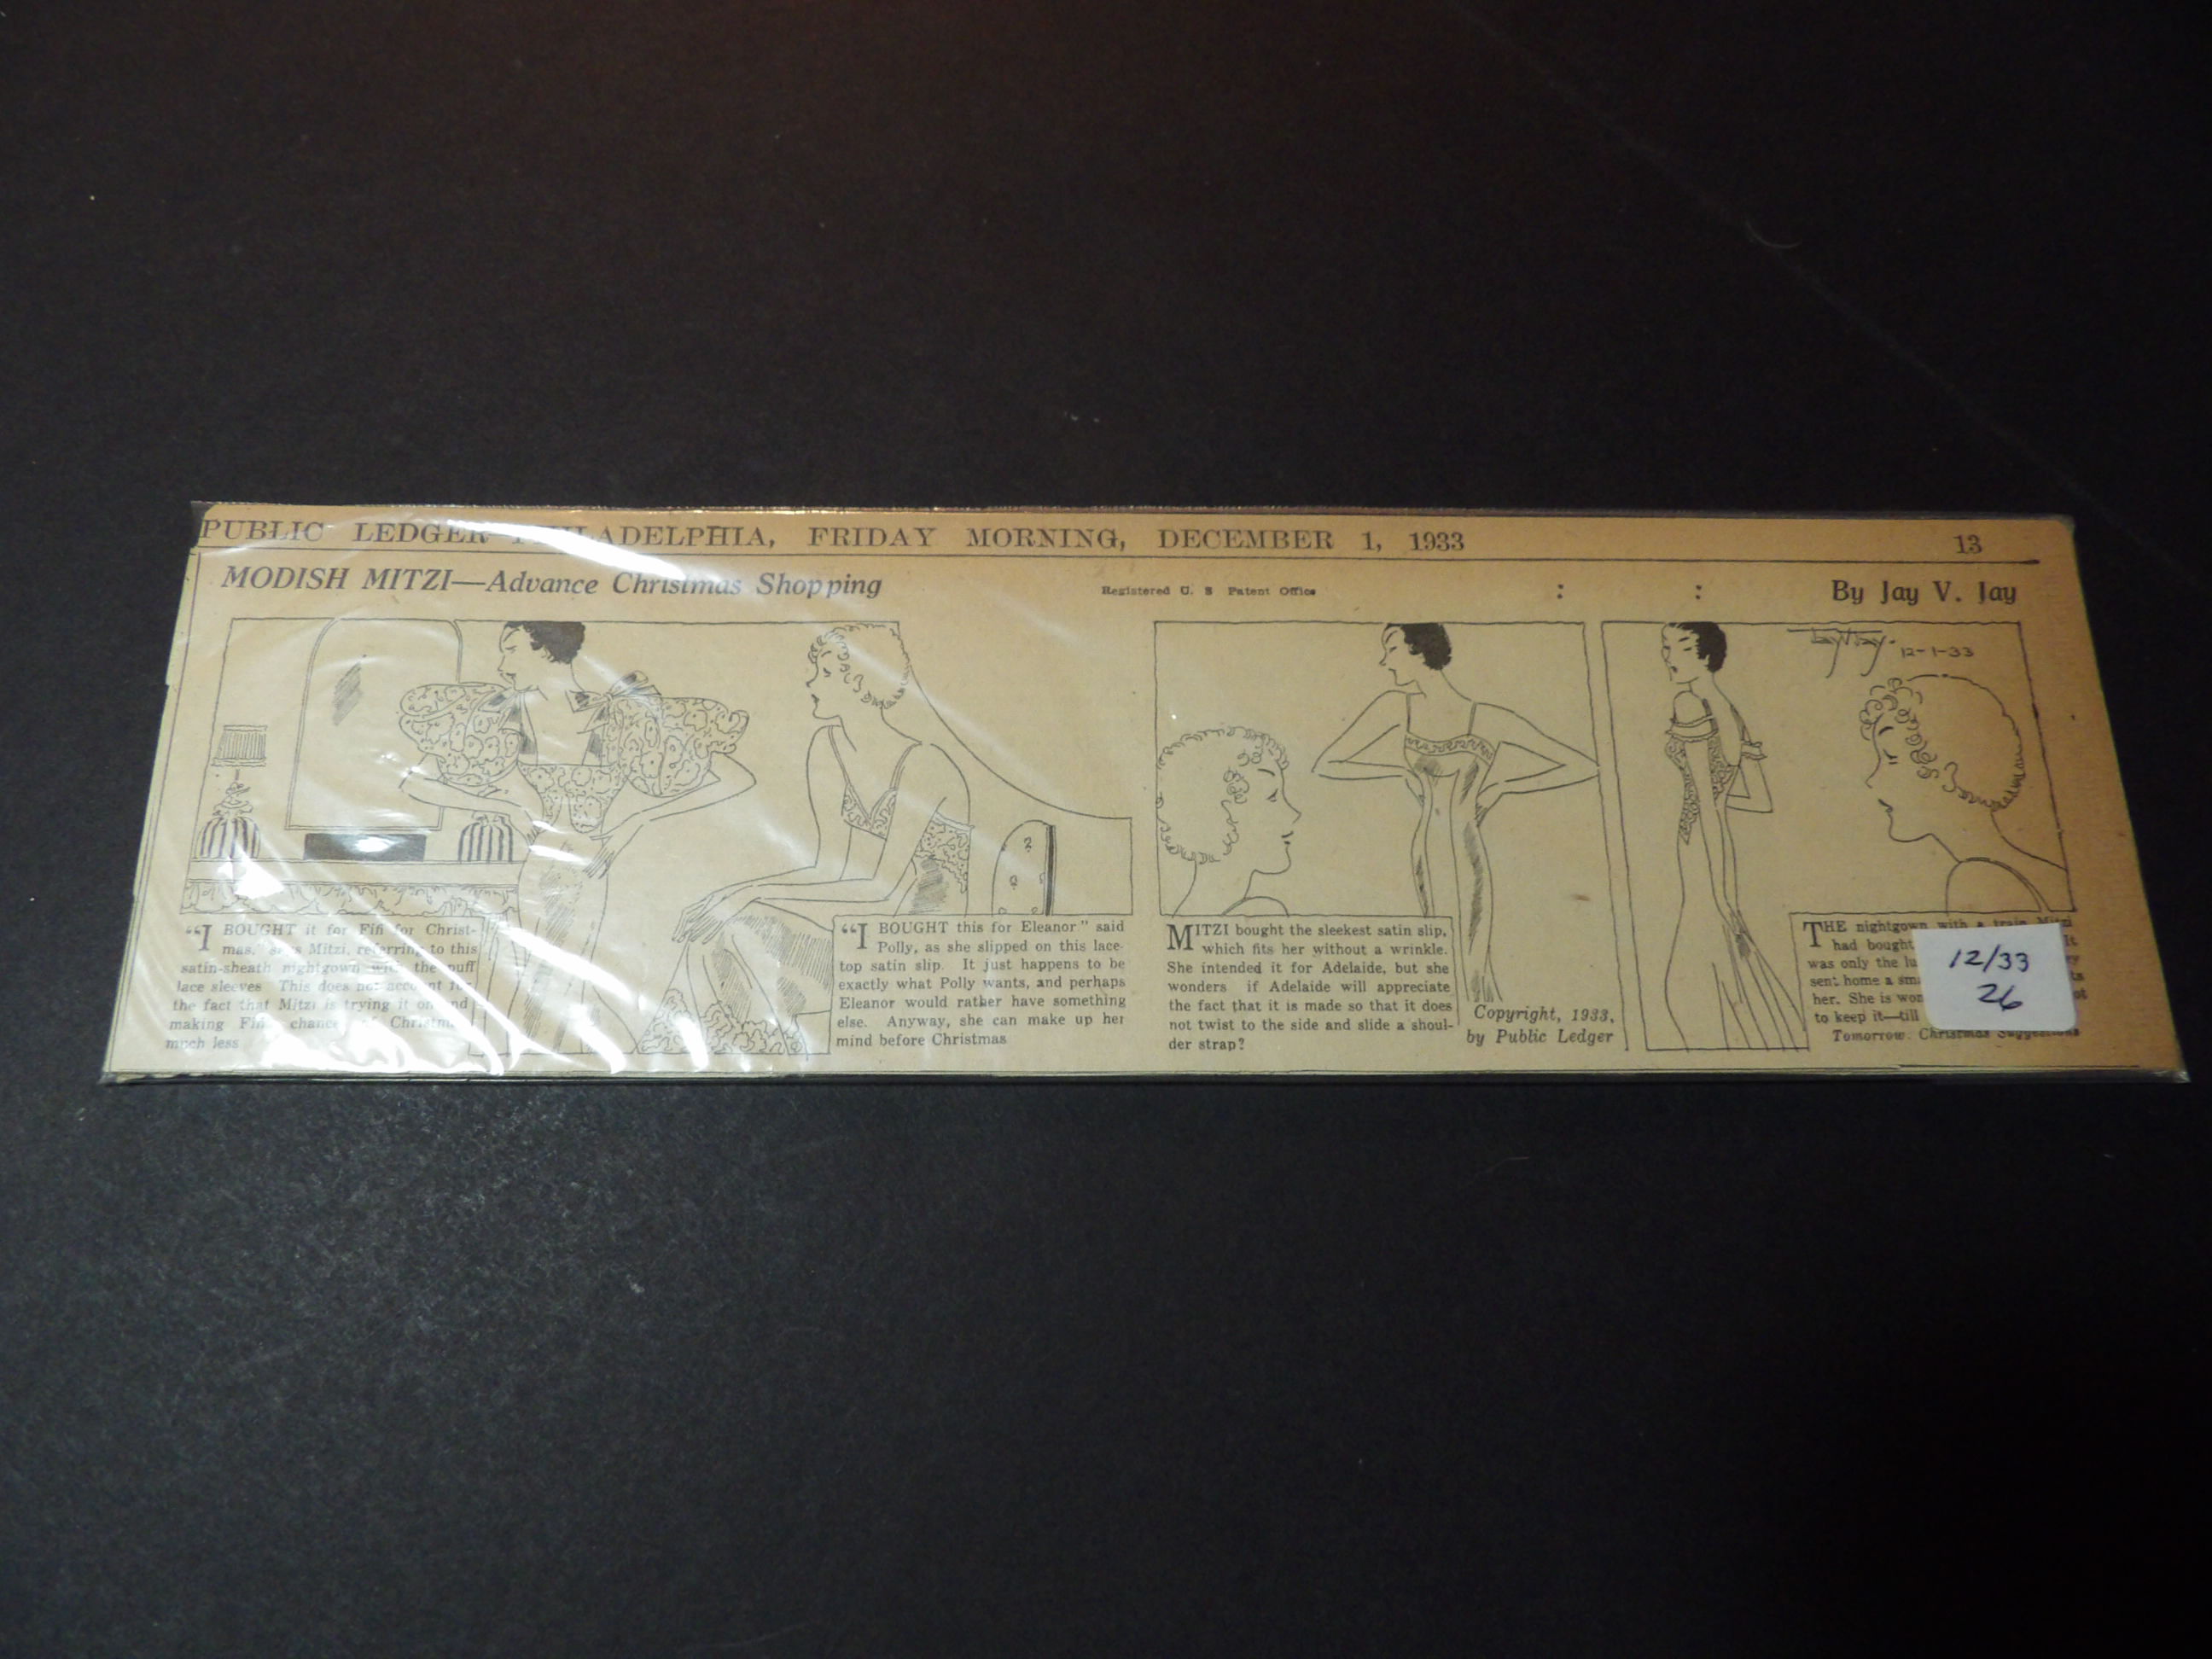 PUBLIC LEDGER PHILADELPHIA, FRIDAY MORNING, DECEMBER 1, 1933 13
MODISH MITZI—Advance Christmas Shopping Registered U. S Patent Office : : By Jay V. Jay
Jay V Jay. 12-1-33
"I BOUGHT it for Fifi for Christ-
mas," says Mitzi, referring to this
satin-sheath nightgown with the puff
lace sleeves This does not account for
the fact that Mitzi is trying it on and
making Fifi chance Christm
much less
"I BOUGHT this for Eleanor" said
Polly, as she slipped on this lace-
top satin slip. It just happens to be
exactly what Polly wants, and perhaps
Eleanor would rather have something
else. Anyway, she can make up her
mind before Christmas
MITZI bought the sleekest satin slip,
which fits her without a wrinkle.
She intended it for Adelaide, but she
wonders if Adelaide will appreciate
the fact that it is made so that it does
not twist to the side and slide a shoul-
der strap?
Copyright, 1933,
by Public Ledger
THE nightgown with a train Mitzi
had bought
was only the lu
sent home a sm
her. She is won
to keep it—till
Tomorrow: Christmas Suggestions
12/33
26